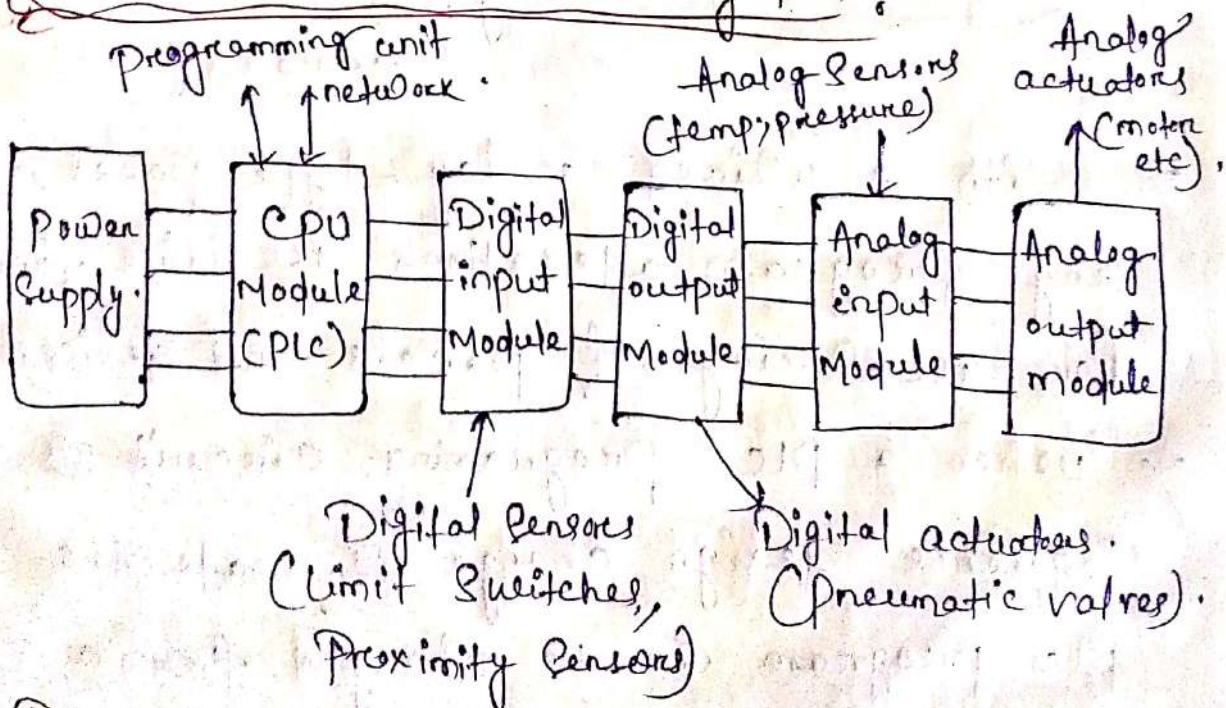 Programming unit
network.
Analog Sensors
(temp, pressure)
Analog
actuators
(motor
etc).
Power
Supply.
CPU
Module
(PLC)
Digital
input
Module
Digital
output
Module
Analog
input
Module.
Analog
output
module
Digital Sensors
(Limit Switches,
Proximity Sensors)
Digital actuators.
(Pneumatic valves).